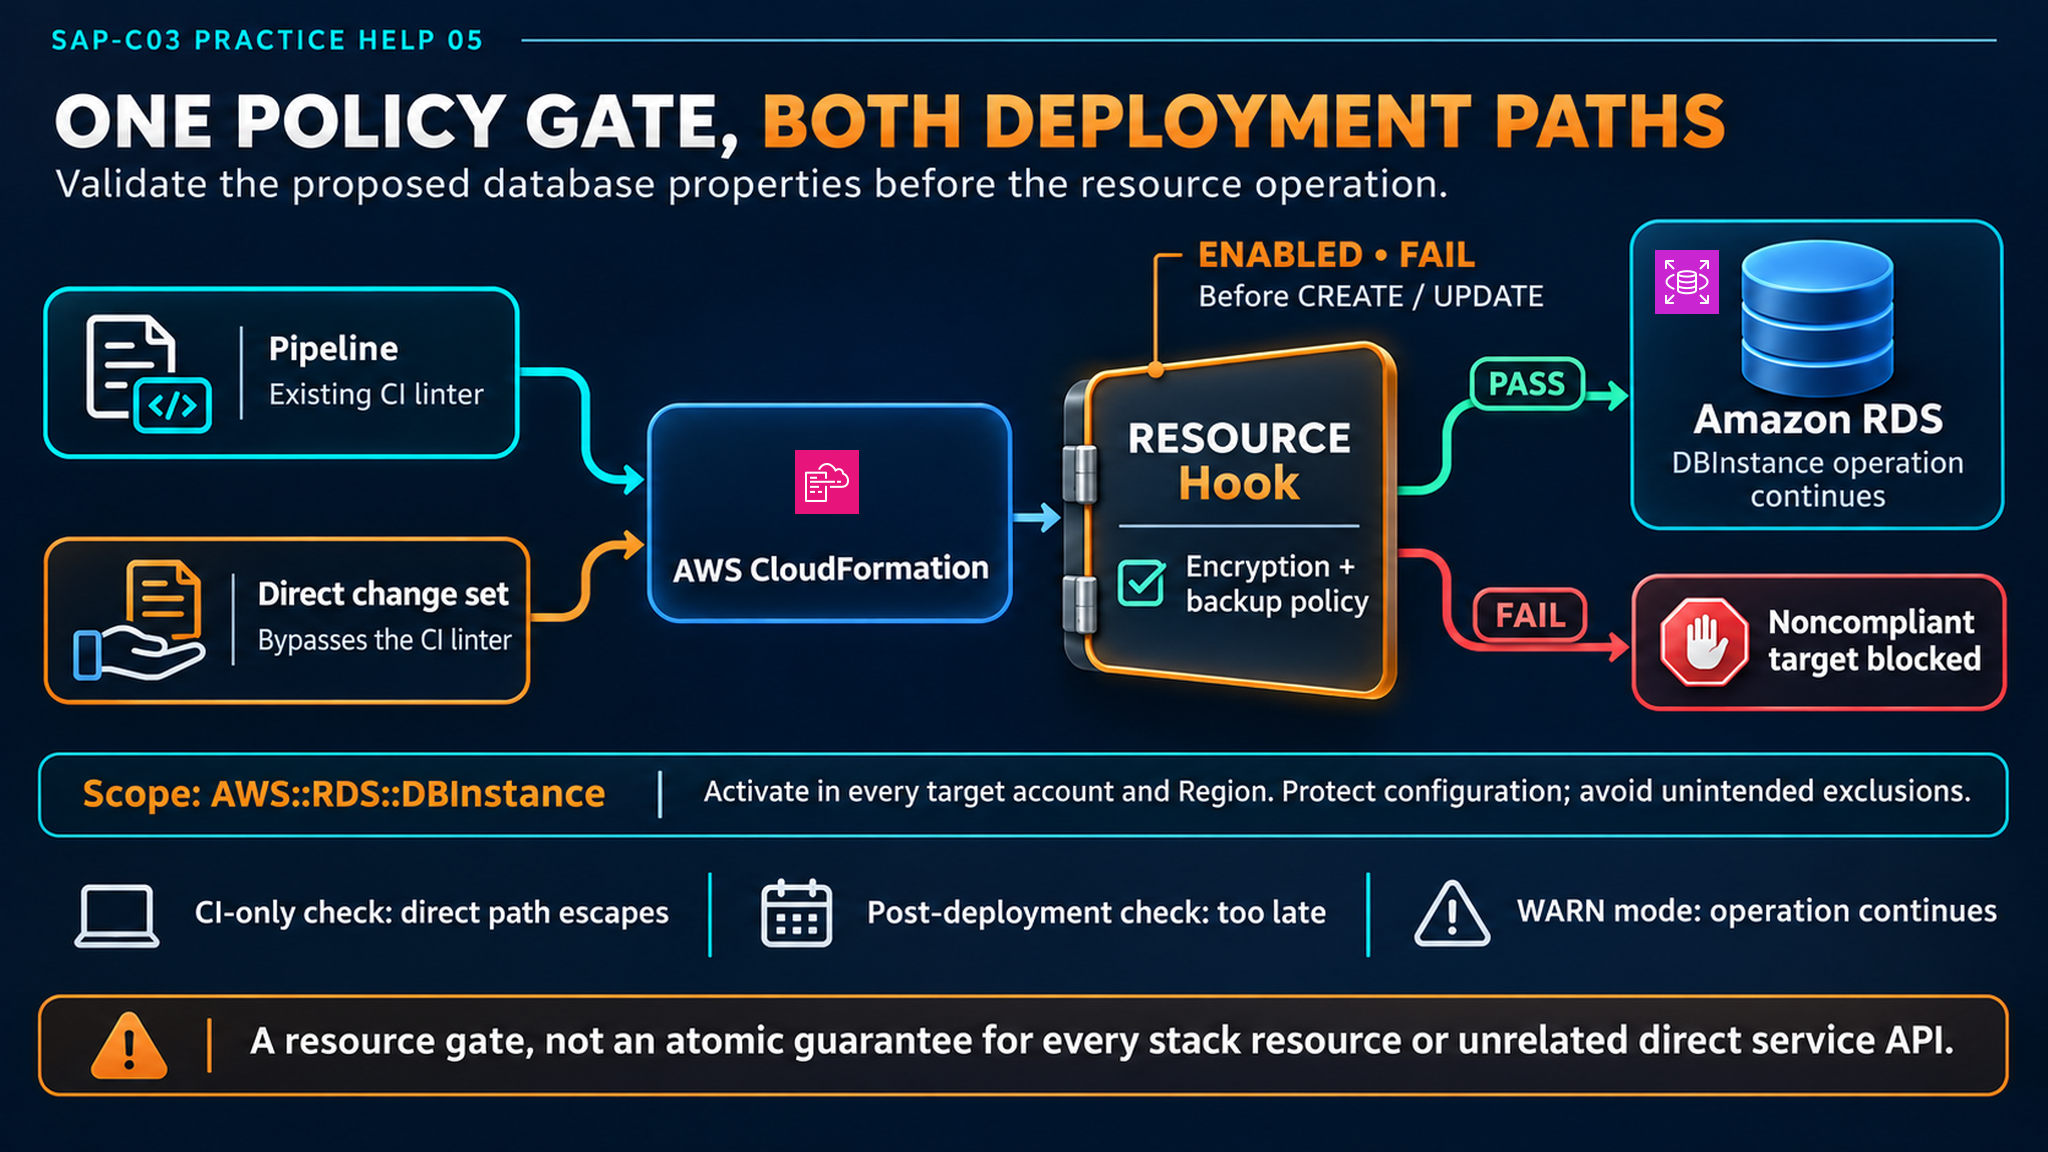 SAP-C03 PRACTICE HELP 05
ONE POLICY GATE, BOTH DEPLOYMENT PATHS
Validate the proposed database properties before the resource operation.
Pipeline
Existing CI linter
Direct change set
Bypasses the CI linter
AWS CloudFormation
ENABLED • FAIL
Before CREATE / UPDATE
RESOURCE
Hook
Encryption +
backup policy
PASS
FAIL
Amazon RDS
DBInstance operation
continues
Noncompliant
target blocked
Scope: AWS::RDS::DBInstance
Activate in every target account and Region. Protect configuration; avoid unintended exclusions.
CI-only check: direct path escapes
Post-deployment check: too late
WARN mode: operation continues
A resource gate, not an atomic guarantee for every stack resource or unrelated direct service API.